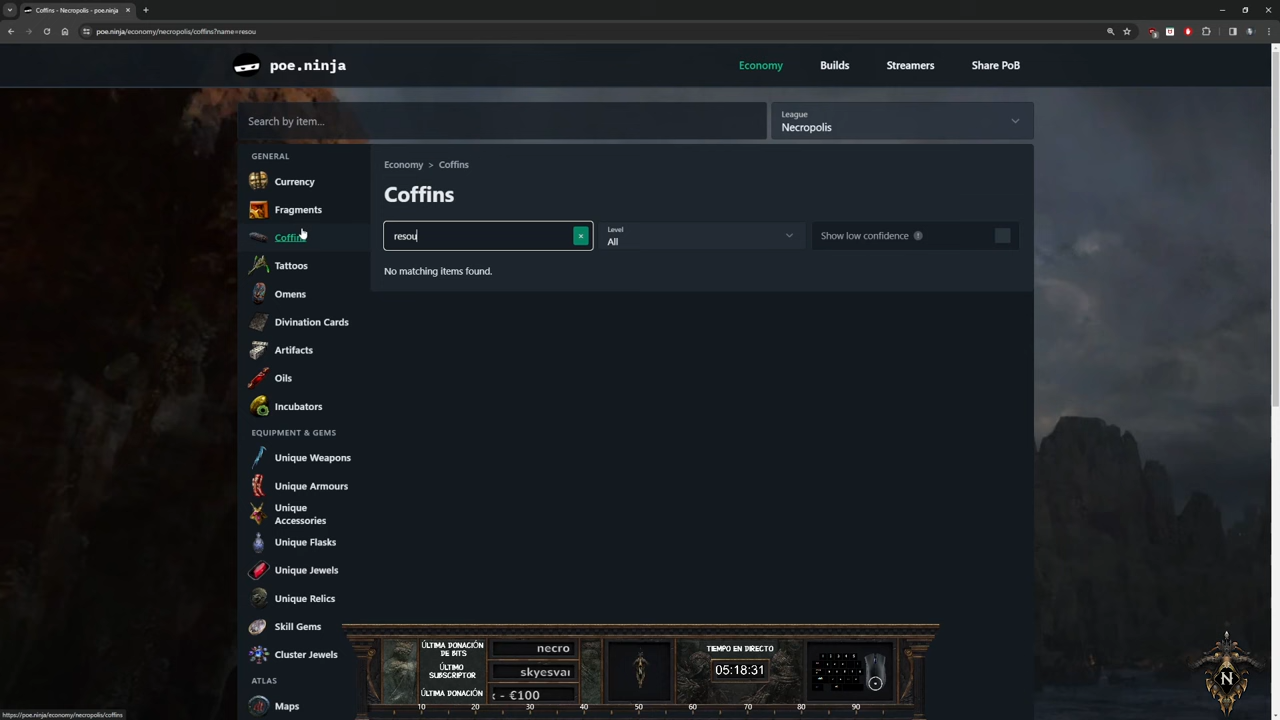 Coffins - Necropolis - poe.ninja
poe.ninja/economy/necropolis/coffins?name=resou
poe.ninja
Economy
Builds
Streamers
Share PoB
Search by item...
League
Necropolis
GENERAL
Currency
Fragments
Coffins
Tattoos
Omens
Divination Cards
Artifacts
Oils
Incubators
EQUIPMENT & GEMS
Unique Weapons
Unique Armours
Unique
Accessories
Unique Flasks
Unique Jewels
Unique Relics
Skill Gems
Cluster Jewels
ATLAS
Maps
Economy > Coffins
Coffins
resou
Level
All
Show low confidence
No matching items found.
ÚLTIMA DONACIÓN
DE BITS
necro
ÚLTIMO
SUBSCRIPTOR
skyesvai
ÚLTIMA DONACIÓN
x - €100
TIEMPO EN DIRECTO
05:18:31
10 20 30 40 50 60 70 80 90
N
https://poe.ninja/economy/necropolis/coffins